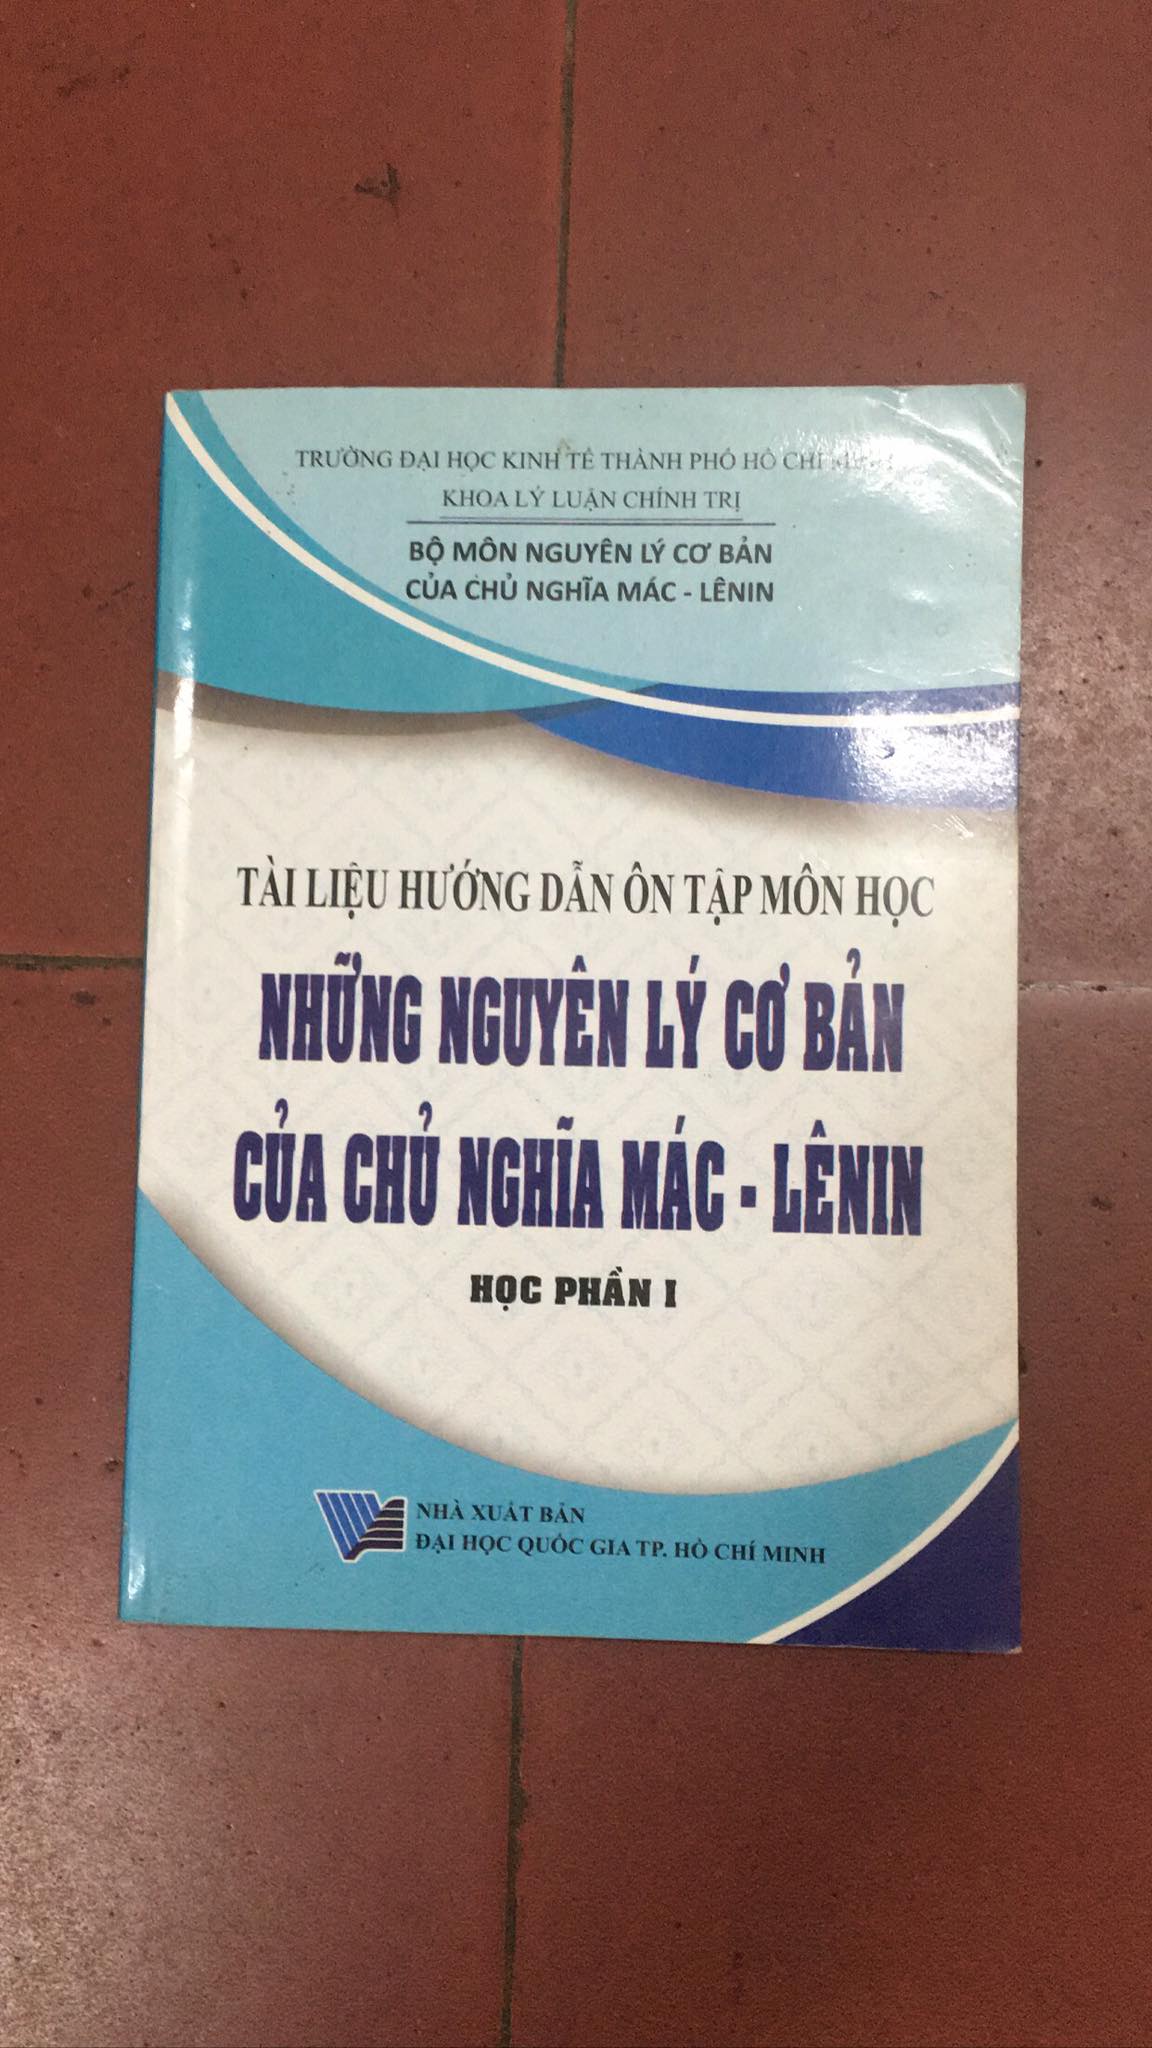 TRƯỜNG ĐẠI HỌC KINH TẾ THÀNH PHỐ HỒ CHÍ MINH
KHOA LÝ LUẬN CHÍNH TRỊ
BỘ MÔN NGUYÊN LÝ CƠ BẢN
CỦA CHỦ NGHĨA MÁC - LÊNIN
TÀI LIỆU HƯỚNG DẪN ÔN TẬP MÔN HỌC
NHỮNG NGUYÊN LÝ CƠ BẢN
CỦA CHỦ NGHĨA MÁC - LÊNIN
HỌC PHẦN I
NHÀ XUẤT BẢN
ĐẠI HỌC QUỐC GIA TP. HỒ CHÍ MINH